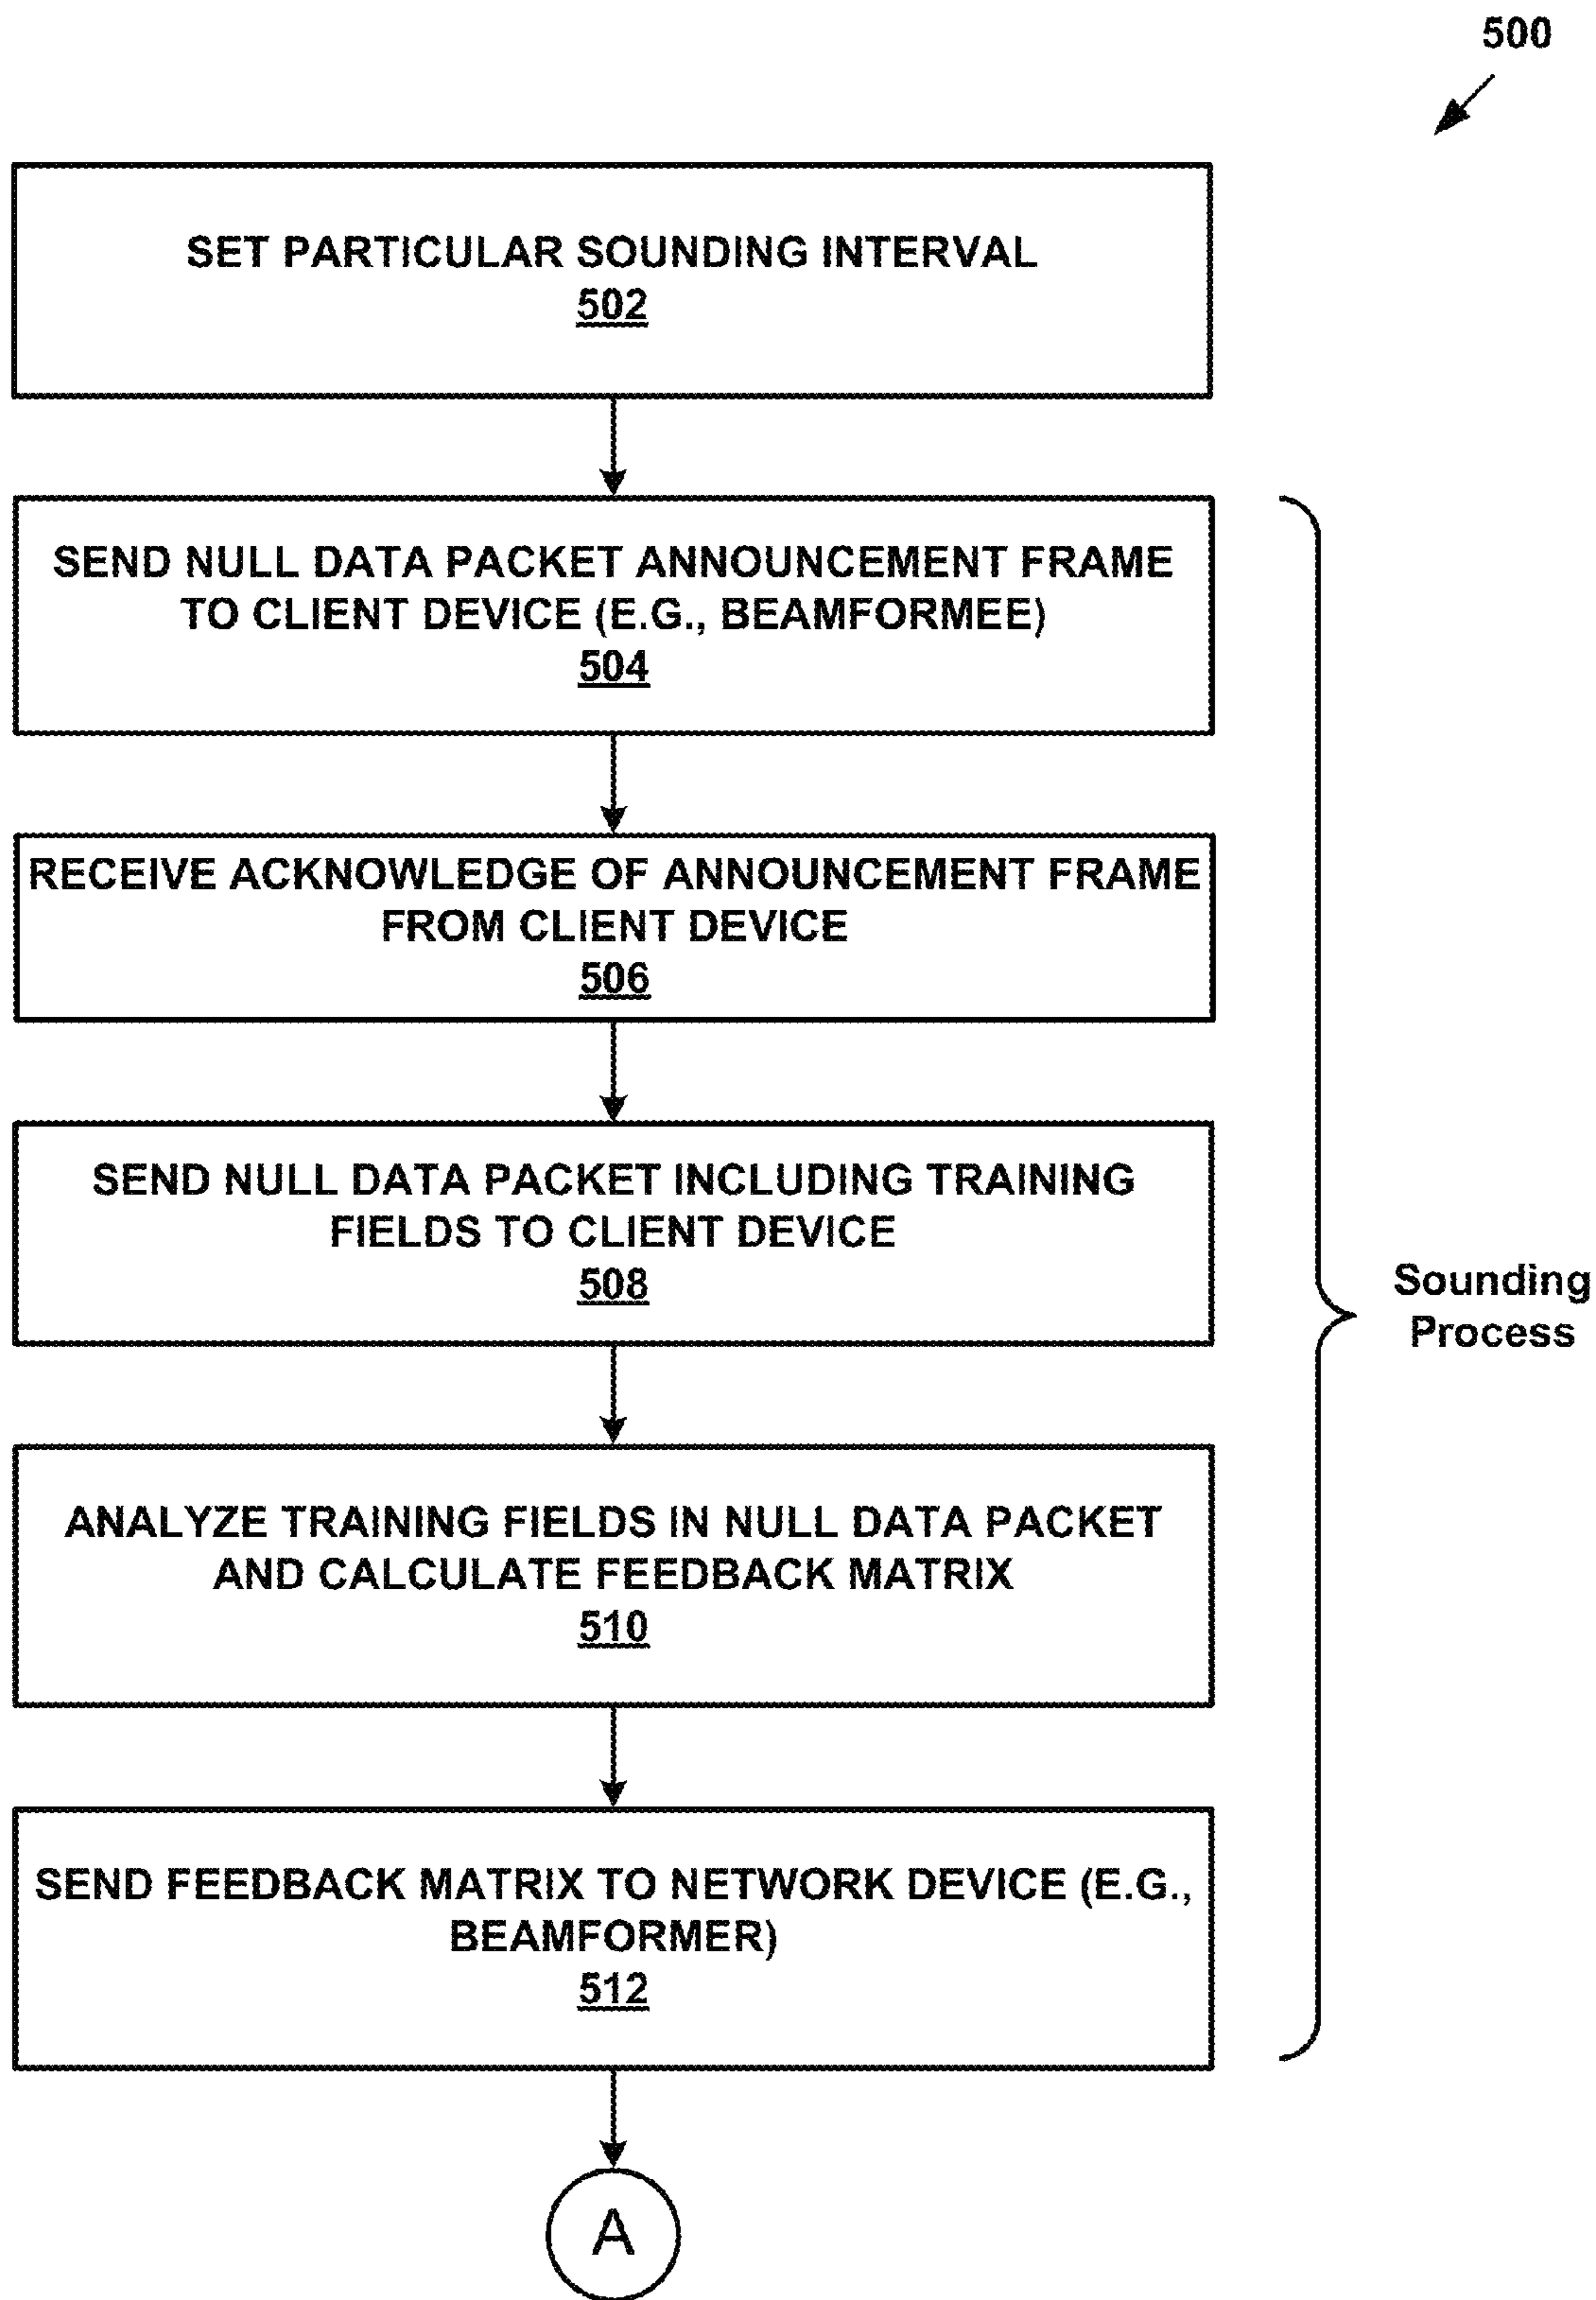 500
SET PARTICULAR SOUNDING INTERVAL
502
SEND NULL DATA PACKET ANNOUNCEMENT FRAME
TO CLIENT DEVICE (E.G., BEAMFORMEE)
504
RECEIVE ACKNOWLEDGE OF ANNOUNCEMENT FRAME
FROM CLIENT DEVICE
506
SEND NULL DATA PACKET INCLUDING TRAINING
FIELDS TO CLIENT DEVICE
508
Sounding
Process
ANALYZE TRAINING FIELDS IN NULL DATA PACKET
AND CALCULATE FEEDBACK MATRIX
510
SEND FEEDBACK MATRIX TO NETWORK DEVICE (E.G.,
BEAMFORMER)
512
A